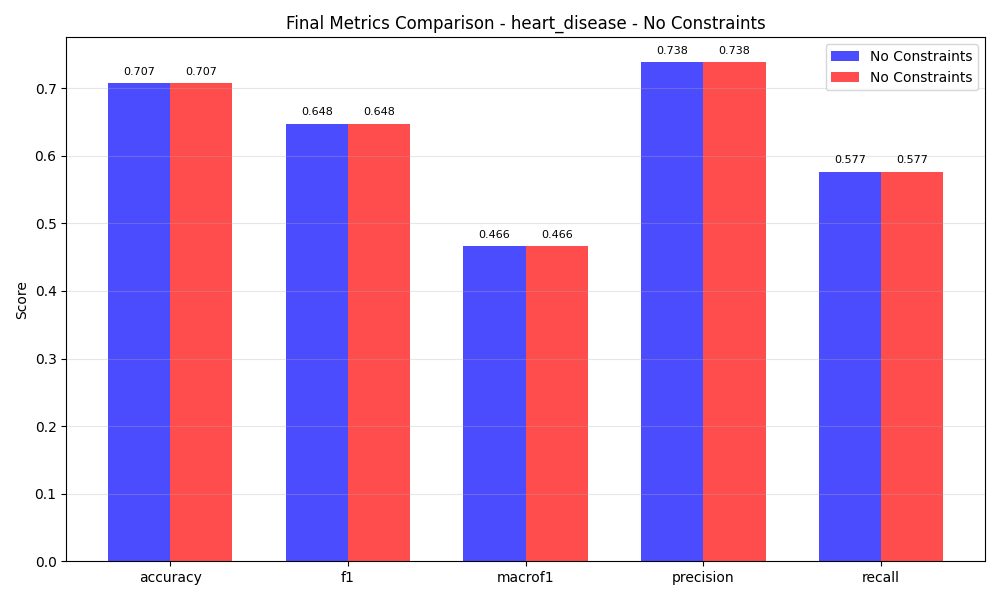 Final Metrics Comparison - heart_disease - No Constraints
No Constraints
No Constraints
0.738 0.738
0.707 0.707
0.648 0.648
0.577 0.577
0.466 0.466
Score
0.7
0.6
0.5
0.4
0.3
0.2
0.1
0.0
accuracy f1 macrof1 precision recall